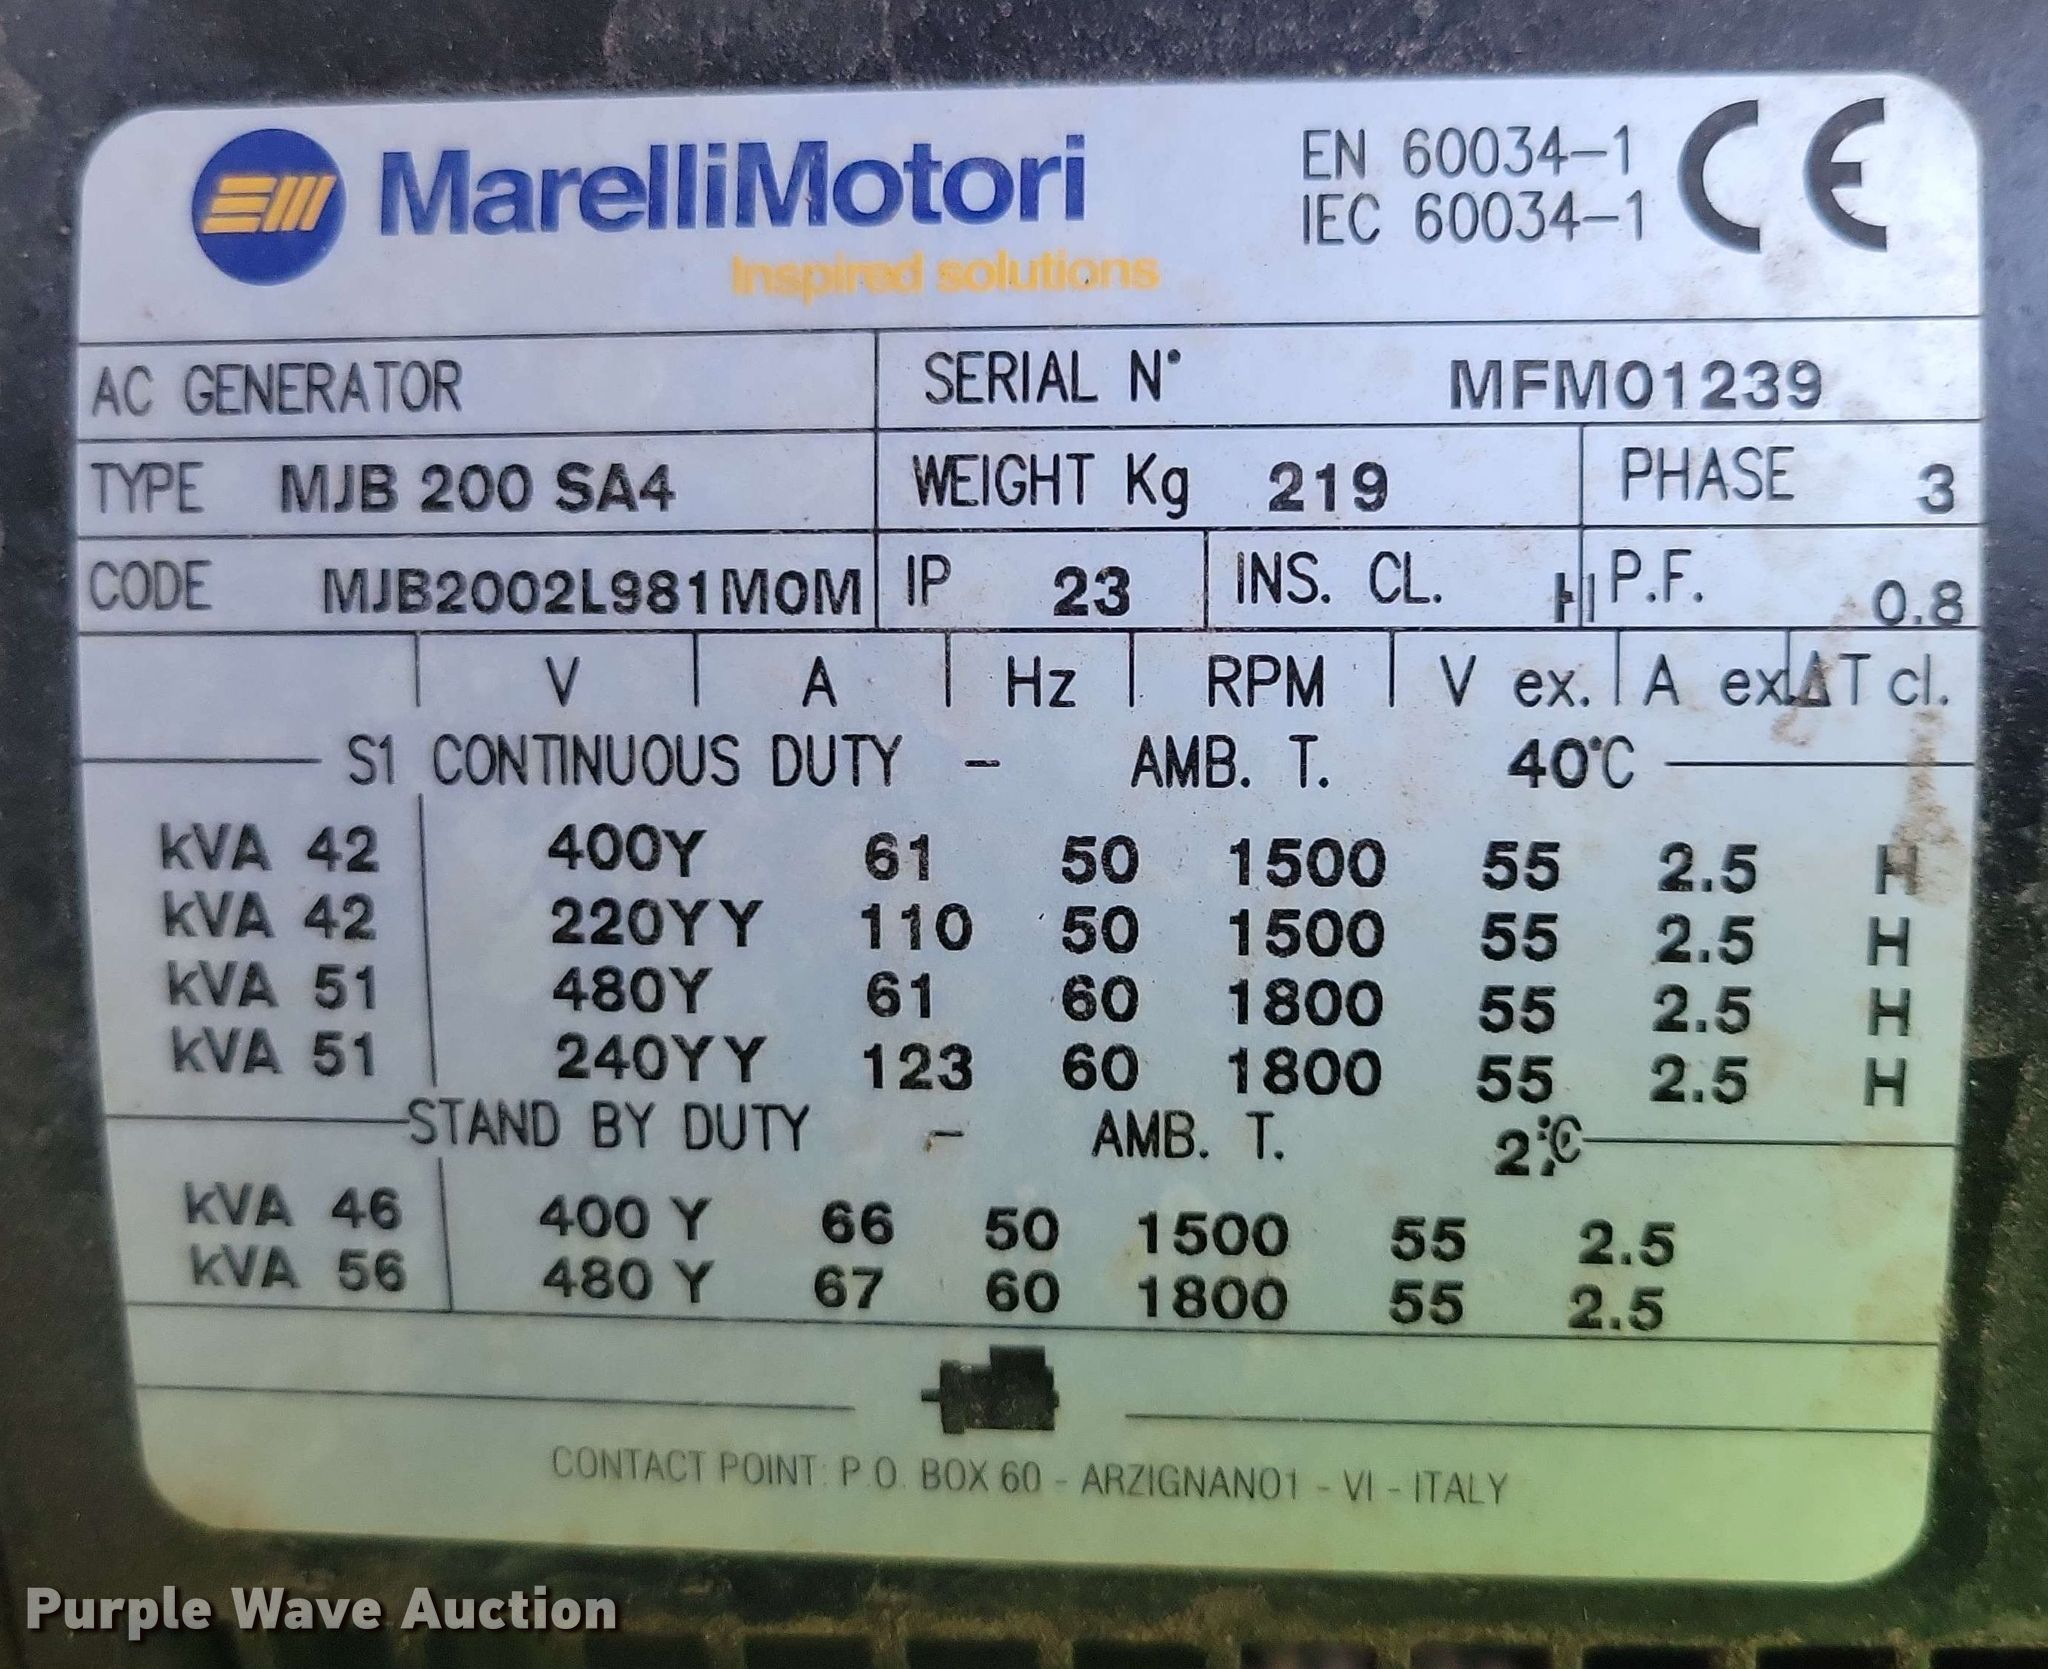 MarelliMotori
Inspired solutions
EN 60034-1
IEC 60034-1
CE
AC GENERATOR SERIAL N° MFM01239
TYPE MJB 200 SA4 WEIGHT Kg 219 PHASE 3
CODE MJB2002L981MOM IP 23 INS. CL. H P.F. 0.8
V A Hz RPM V ex. A ex ΔT cl.
S1 CONTINUOUS DUTY - AMB. T. 40°C
kVA 42 400Y 61 50 1500 55 2.5 H
kVA 42 220YY 110 50 1500 55 2.5 H
kVA 51 480Y 61 60 1800 55 2.5 H
kVA 51 240YY 123 60 1800 55 2.5 H
STAND BY DUTY - AMB. T. °C
kVA 46 400 Y 66 50 1500 55 2.5
kVA 56 480 Y 67 60 1800 55 2.5
CONTACT POINT: P.O. BOX 60 - ARZIGNANO1 - VI - ITALY
Purple Wave Auction